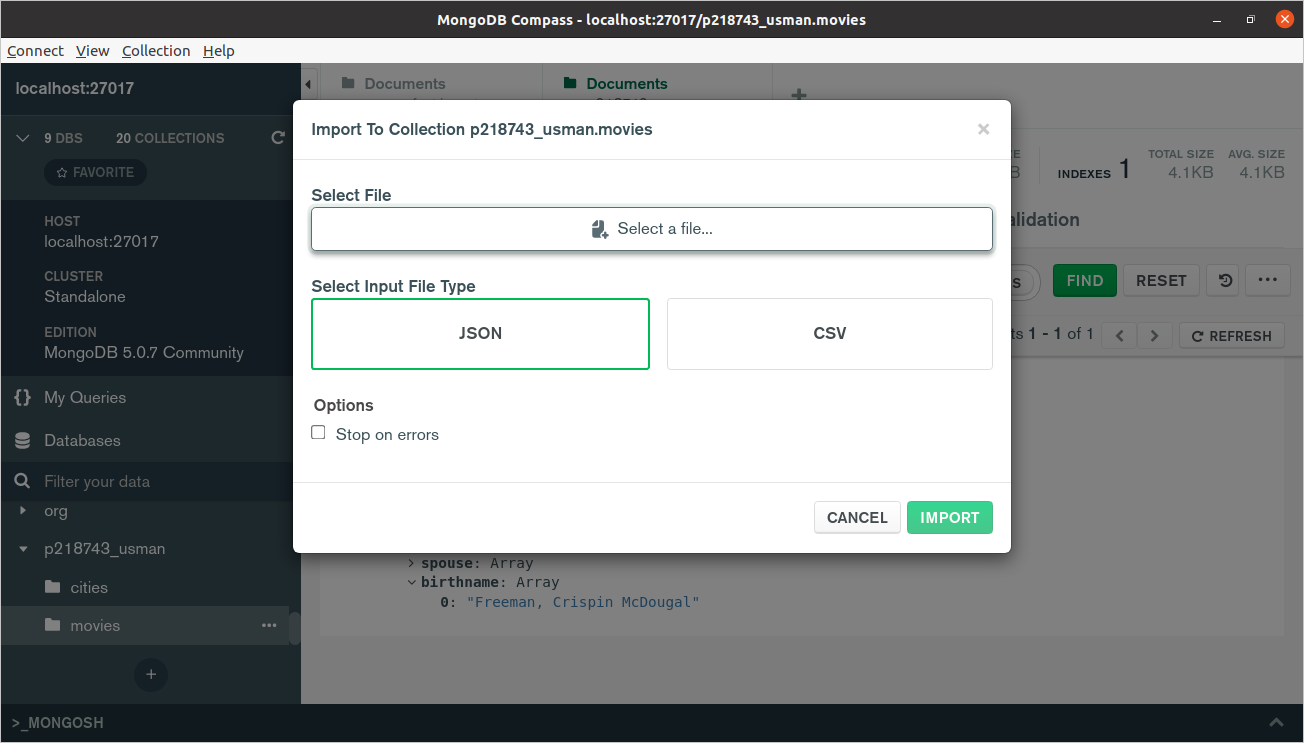 MongoDB Compass - localhost:27017/p218743_usman.movies
Connect View Collection Help
localhost:27017
9 DBS 20 COLLECTIONS
FAVORITE
HOST
localhost:27017
CLUSTER
Standalone
EDITION
MongoDB 5.0.7 Community
{} My Queries
Databases
Filter your data
org
p218743_usman
cities
movies
Documents
Documents
INDEXES 1
TOTAL SIZE
4.1KB
AVG. SIZE
4.1KB
alidation
FIND RESET
ts 1 - 1 of 1
REFRESH
Import To Collection p218743_usman.movies
Select File
Select a file...
Select Input File Type
JSON CSV
Options
Stop on errors
CANCEL IMPORT
spouse: Array
birthname: Array
0: "Freeman, Crispin McDougal"
>_MONGOSH